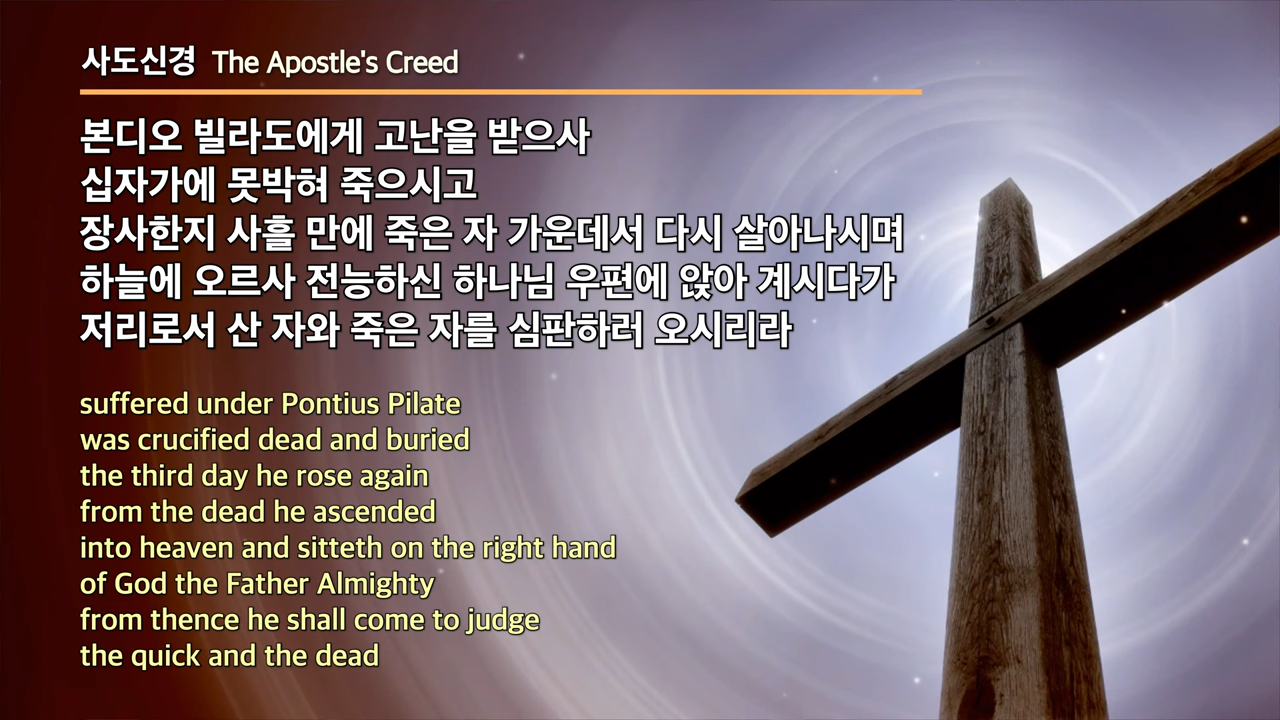 사도신경 The Apostle's Creed
본디오 빌라도에게 고난을 받으사
십자가에 못박혀 죽으시고
장사한지 사흘 만에 죽은 자 가운데서 다시 살아나시며
하늘에 오르사 전능하신 하나님 우편에 앉아 계시다가
저리로서 산 자와 죽은 자를 심판하러 오시리라
suffered under Pontius Pilate
was crucified dead and buried
the third day he rose again
from the dead he ascended
into heaven and sitteth on the right hand
of God the Father Almighty
from thence he shall come to judge
the quick and the dead